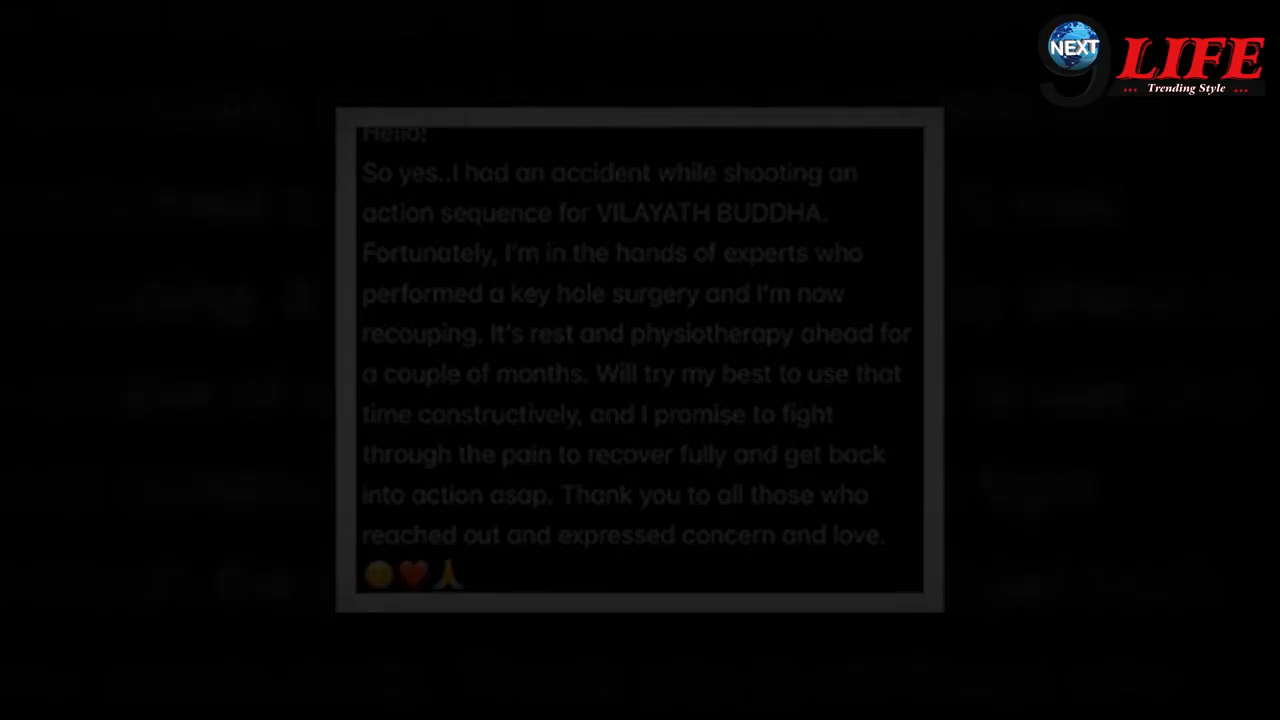 NEXT
9 LIFE
... Trending Style ...
Hello!
So yes..I had an accident while shooting an
action sequence for VILAYATH BUDDHA.
Fortunately, I'm in the hands of experts who
performed a key hole surgery and I'm now
recouping. It's rest and physiotherapy ahead for
a couple of months. Will try my best to use that
time constructively, and I promise to fight
through the pain to recover fully and get back
into action asap. Thank you to all those who
reached out and expressed concern and love.
😊❤️🙏